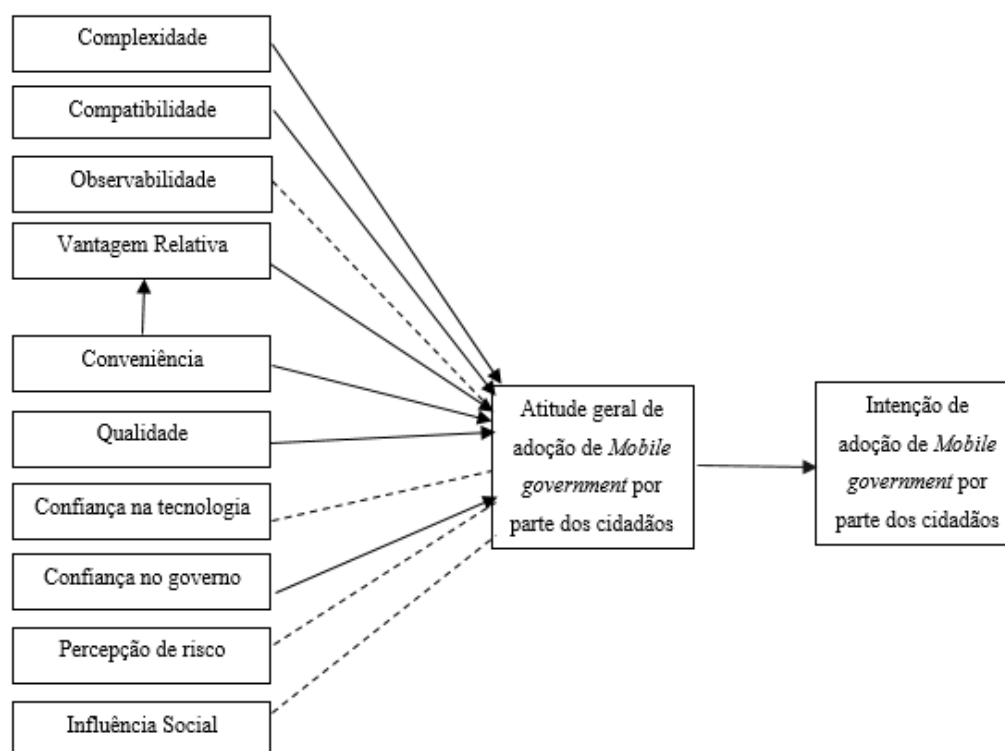 Complexidade
Compatibilidade
Observabilidade
Vantagem Relativa
Conveniência
Qualidade
Confiança na tecnologia
Confiança no governo
Percepção de risco
Influência Social
Atitude geral de
adoção de Mobile
government por
parte dos cidadãos
Intenção de
adoção de Mobile
government por
parte dos cidadãos